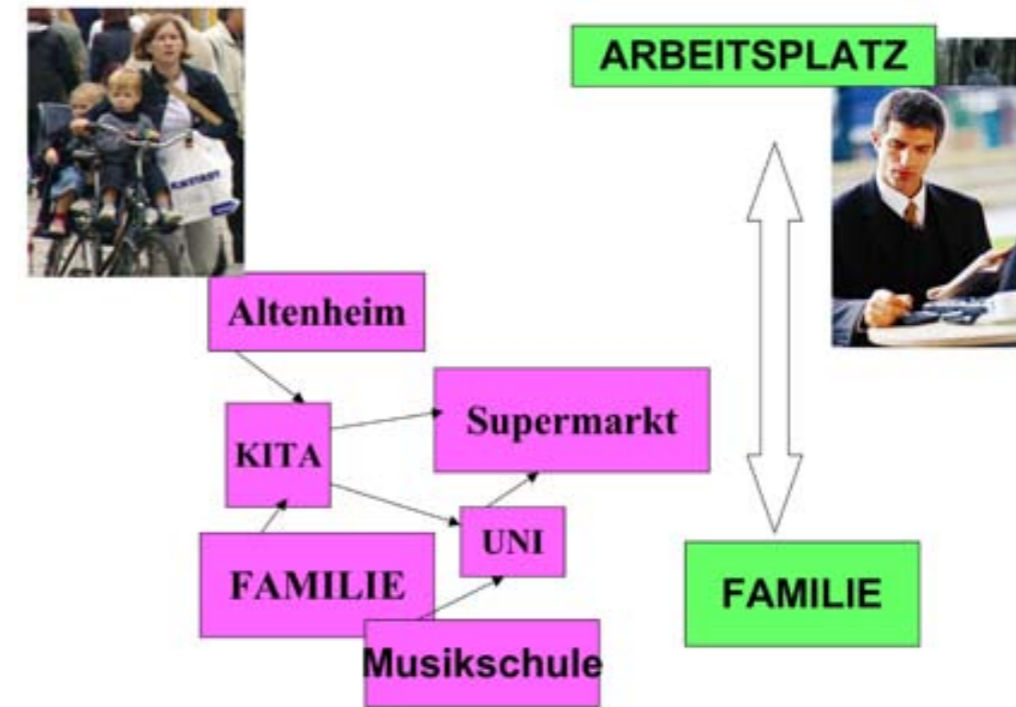 ARBEITSPLATZ
Altenheim
Supermarkt
KITA
UNI
FAMILIE
FAMILIE
Musikschule